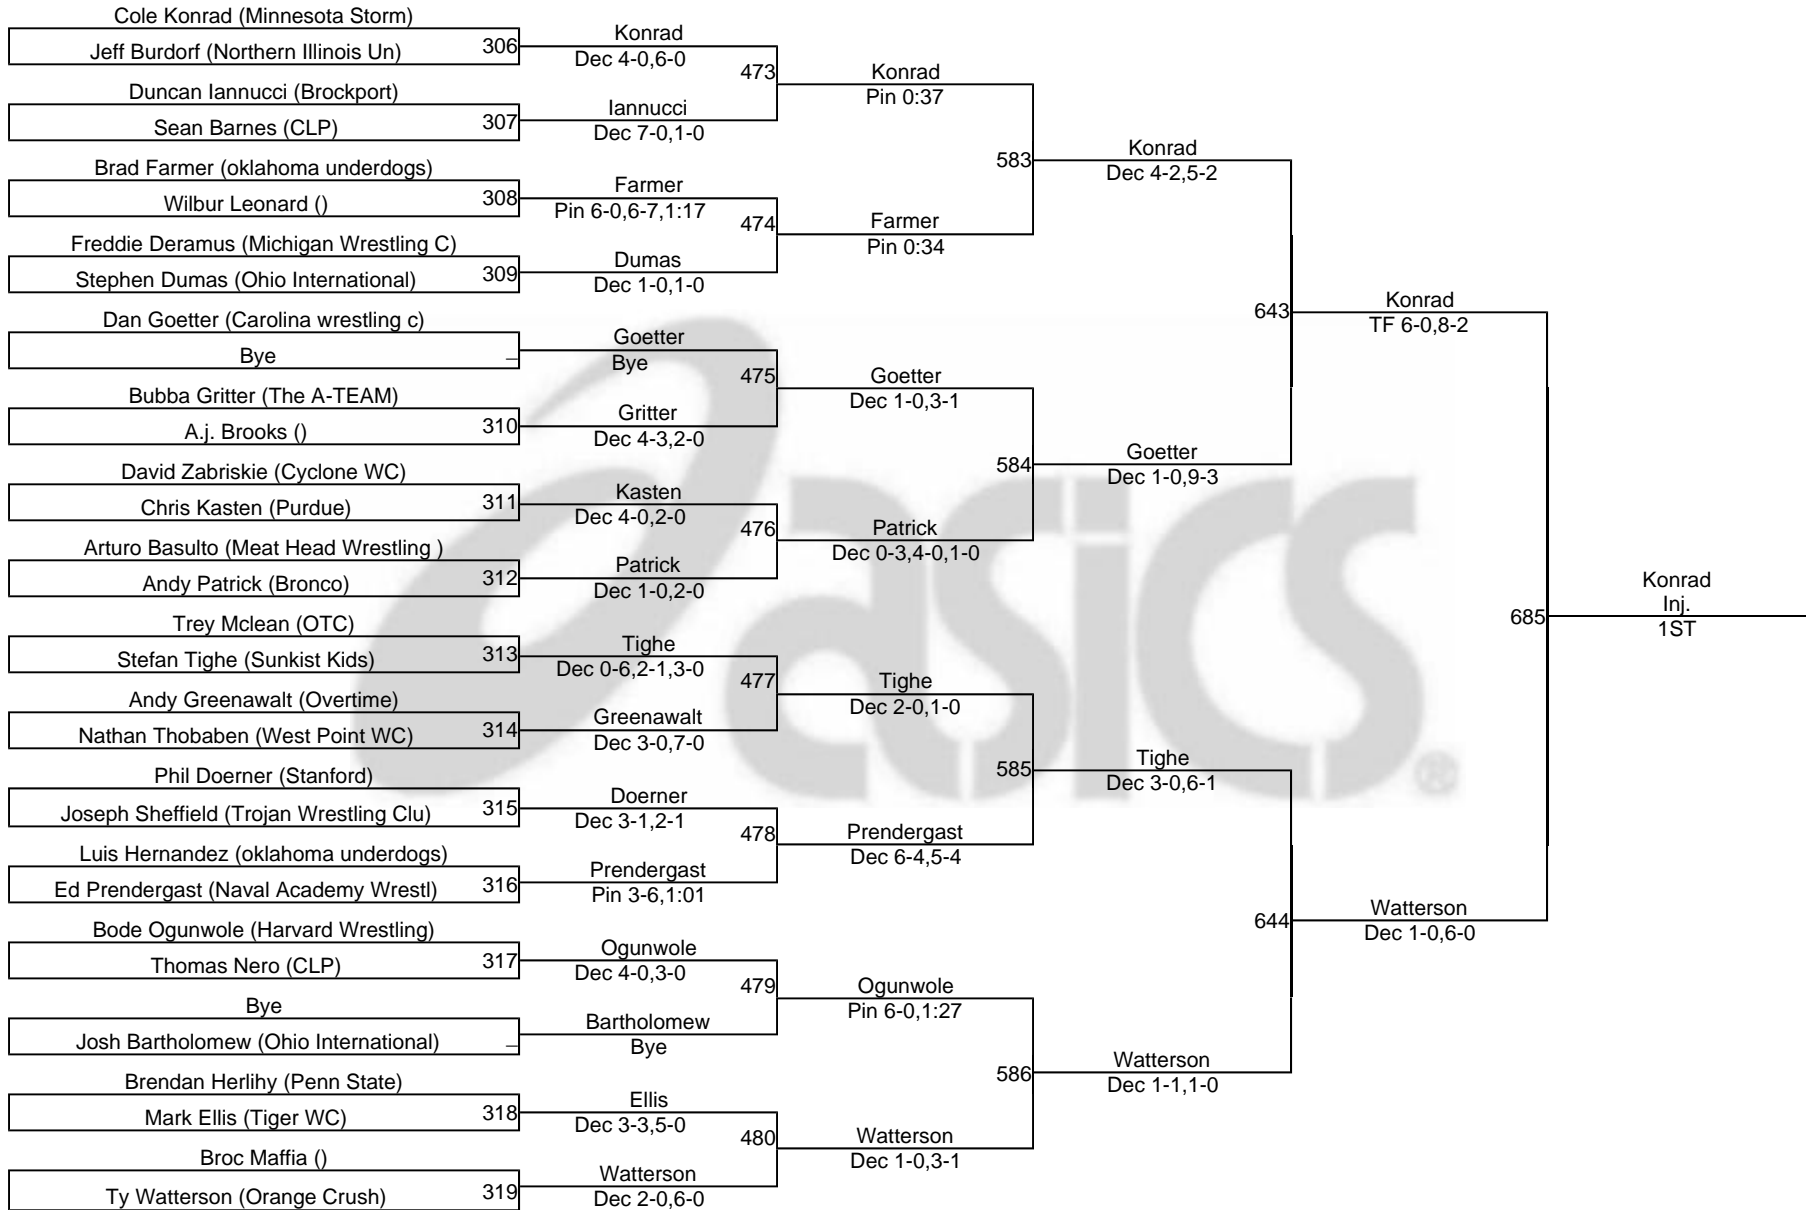 Cole Konrad (Minnesota Storm)
Jeff Burdorf (Northern Illinois Un)
306
Duncan Iannucci (Brockport)
Sean Barnes (CLP)
307
Brad Farmer (oklahoma underdogs)
Wilbur Leonard ()
308
Freddie Deramus (Michigan Wrestling C)
Stephen Dumas (Ohio International)
309
Dan Goetter (Carolina wrestling c)
Bye
_
Bubba Gritter (The A-TEAM)
A.j. Brooks ()
310
David Zabriskie (Cyclone WC)
Chris Kasten (Purdue)
311
Arturo Basulto (Meat Head Wrestling )
Andy Patrick (Bronco)
312
Trey Mclean (OTC)
Stefan Tighe (Sunkist Kids)
313
Andy Greenawalt (Overtime)
Nathan Thobaben (West Point WC)
314
Phil Doerner (Stanford)
Joseph Sheffield (Trojan Wrestling Clu)
315
Luis Hernandez (oklahoma underdogs)
Ed Prendergast (Naval Academy Wrestl)
316
Bode Ogunwole (Harvard Wrestling)
Thomas Nero (CLP)
317
Bye
Josh Bartholomew (Ohio International)
_
Brendan Herlihy (Penn State)
Mark Ellis (Tiger WC)
318
Broc Maffia ()
Ty Watterson (Orange Crush)
319
Konrad
Dec 4-0,6-0
473
Iannucci
Dec 7-0,1-0
Farmer
Pin 6-0,6-7,1:17
474
Dumas
Dec 1-0,1-0
Goetter
Bye
475
Gritter
Dec 4-3,2-0
Kasten
Dec 4-0,2-0
476
Patrick
Dec 1-0,2-0
Tighe
Dec 0-6,2-1,3-0
477
Greenawalt
Dec 3-0,7-0
Doerner
Dec 3-1,2-1
478
Prendergast
Pin 3-6,1:01
Ogunwole
Dec 4-0,3-0
479
Bartholomew
Bye
Ellis
Dec 3-3,5-0
480
Watterson
Dec 2-0,6-0
Konrad
Pin 0:37
583
Farmer
Pin 0:34
Goetter
Dec 1-0,3-1
584
Patrick
Dec 0-3,4-0,1-0
Tighe
Dec 2-0,1-0
585
Prendergast
Dec 6-4,5-4
Ogunwole
Pin 6-0,1:27
586
Watterson
Dec 1-0,3-1
Konrad
Dec 4-2,5-2
643
Goetter
Dec 1-0,9-3
Tighe
Dec 3-0,6-1
644
Watterson
Dec 1-1,1-0
Konrad
TF 6-0,8-2
685
Watterson
Dec 1-0,6-0
Konrad
Inj.
1ST
asics®